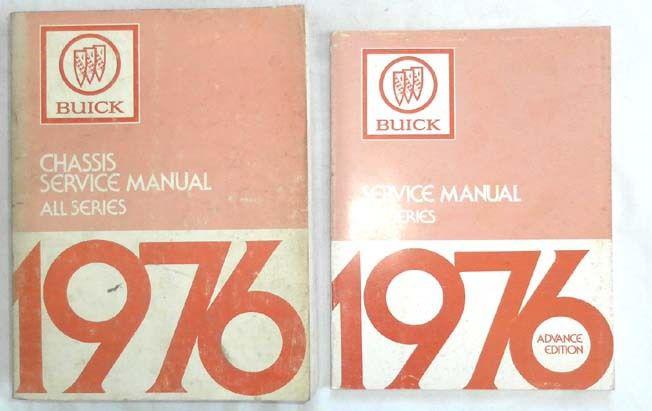 BUICK
CHASSIS
SERVICE MANUAL
ALL SERIES
1976
BUICK
SERVICE MANUAL
SERIES
1976
ADVANCE
EDITION